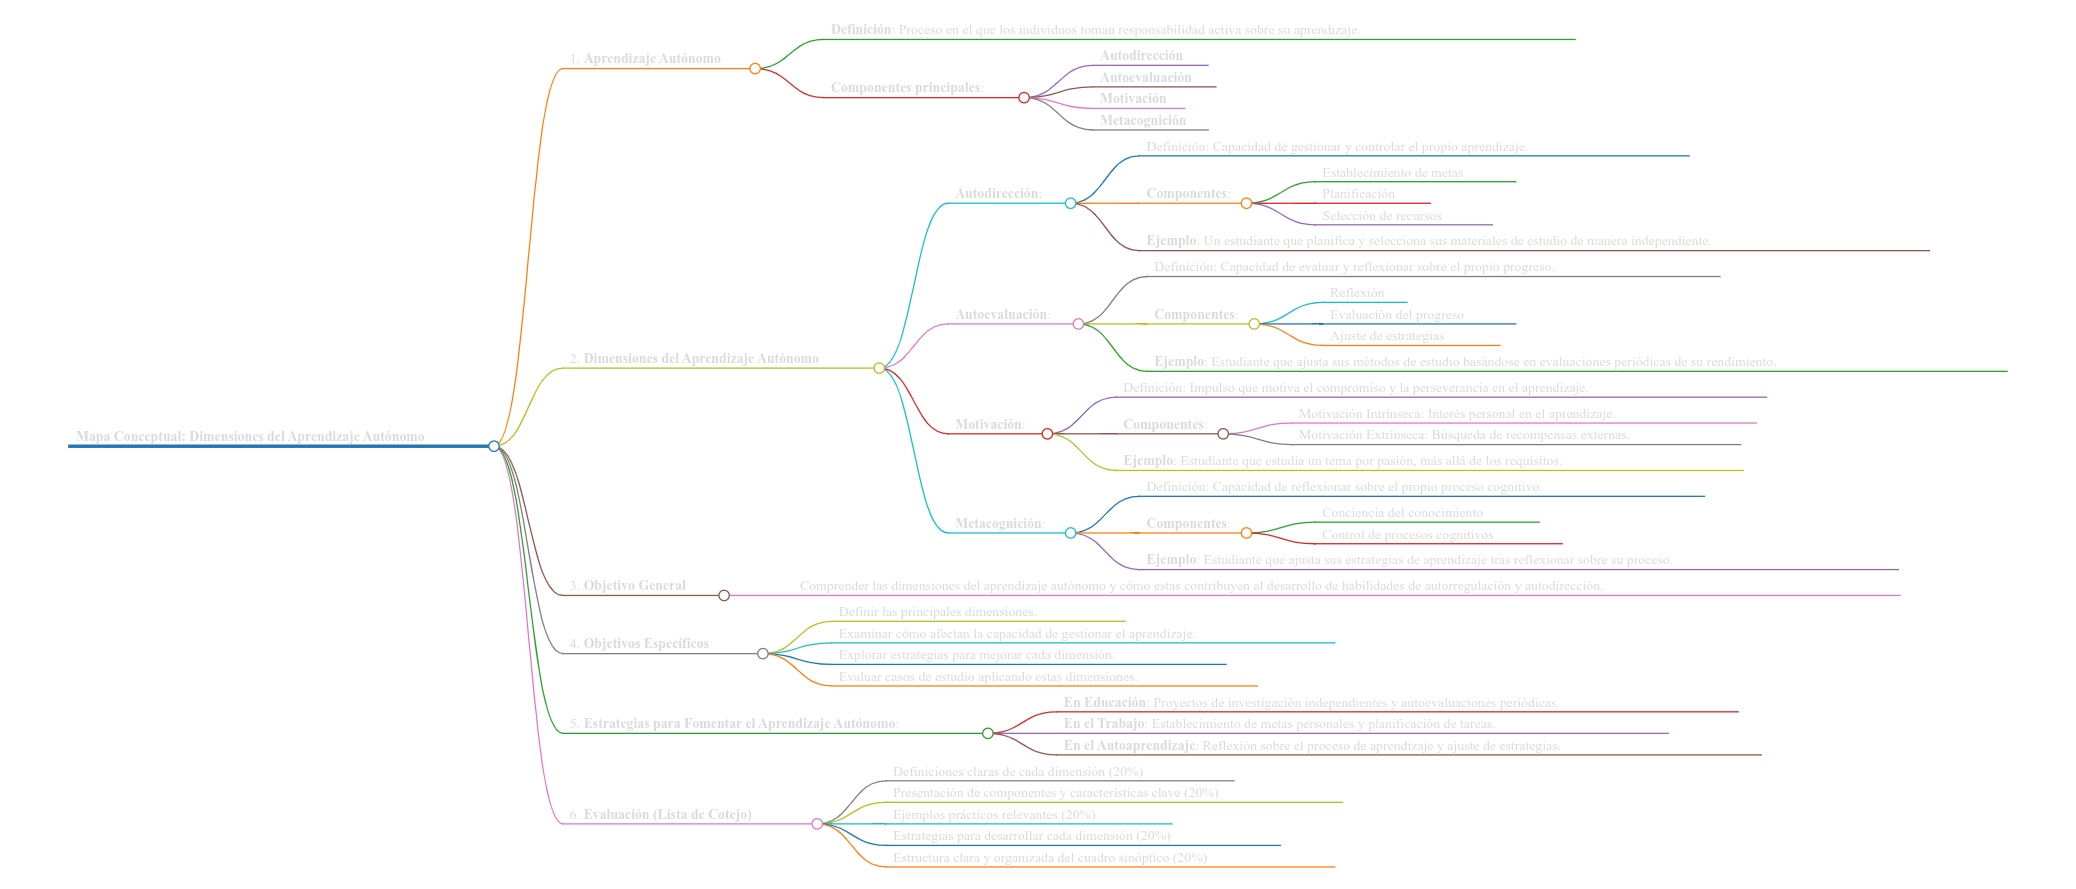 Mapa Conceptual: Dimensiones del Aprendizaje Autónomo
1. Aprendizaje Autónomo
Definición: Proceso en el que los individuos toman responsabilidad activa sobre su aprendizaje.
Componentes principales:
Autodirección
Autoevaluación
Motivación
Metacognición
2. Dimensiones del Aprendizaje Autónomo
Autodirección:
Definición: Capacidad de gestionar y controlar el propio aprendizaje.
Componentes:
Establecimiento de metas
Planificación
Selección de recursos
Ejemplo: Un estudiante que planifica y selecciona sus materiales de estudio de manera independiente.
Autoevaluación:
Definición: Capacidad de evaluar y reflexionar sobre el propio progreso.
Componentes:
Reflexión
Evaluación del progreso
Ajuste de estrategias
Ejemplo: Estudiante que ajusta sus métodos de estudio basándose en evaluaciones periódicas de su rendimiento.
Motivación:
Definición: Impulso que motiva el compromiso y la perseverancia en el aprendizaje.
Componentes:
Motivación Intrínseca: Interés personal en el aprendizaje.
Motivación Extrínseca: Búsqueda de recompensas externas.
Ejemplo: Estudiante que estudia un tema por pasión, más allá de los requisitos.
Metacognición:
Definición: Capacidad de reflexionar sobre el propio proceso cognitivo.
Componentes:
Conciencia del conocimiento
Control de procesos cognitivos
Ejemplo: Estudiante que ajusta sus estrategias de aprendizaje tras reflexionar sobre su proceso.
3. Objetivo General
Comprender las dimensiones del aprendizaje autónomo y cómo estas contribuyen al desarrollo de habilidades de autorregulación y autodirección.
4. Objetivos Específicos
Definir las principales dimensiones.
Examinar cómo afectan la capacidad de gestionar el aprendizaje.
Explorar estrategias para mejorar cada dimensión.
Evaluar casos de estudio aplicando estas dimensiones.
5. Estrategias para Fomentar el Aprendizaje Autónomo:
En Educación: Proyectos de investigación independientes y autoevaluaciones periódicas.
En el Trabajo: Establecimiento de metas personales y planificación de tareas.
En el Autoaprendizaje: Reflexión sobre el proceso de aprendizaje y ajuste de estrategias.
6. Evaluación (Lista de Cotejo)
Definiciones claras de cada dimensión (20%)
Presentación de componentes y características clave (20%)
Ejemplos prácticos relevantes (20%)
Estrategias para desarrollar cada dimensión (20%)
Estructura clara y organizada del cuadro sinóptico (20%)